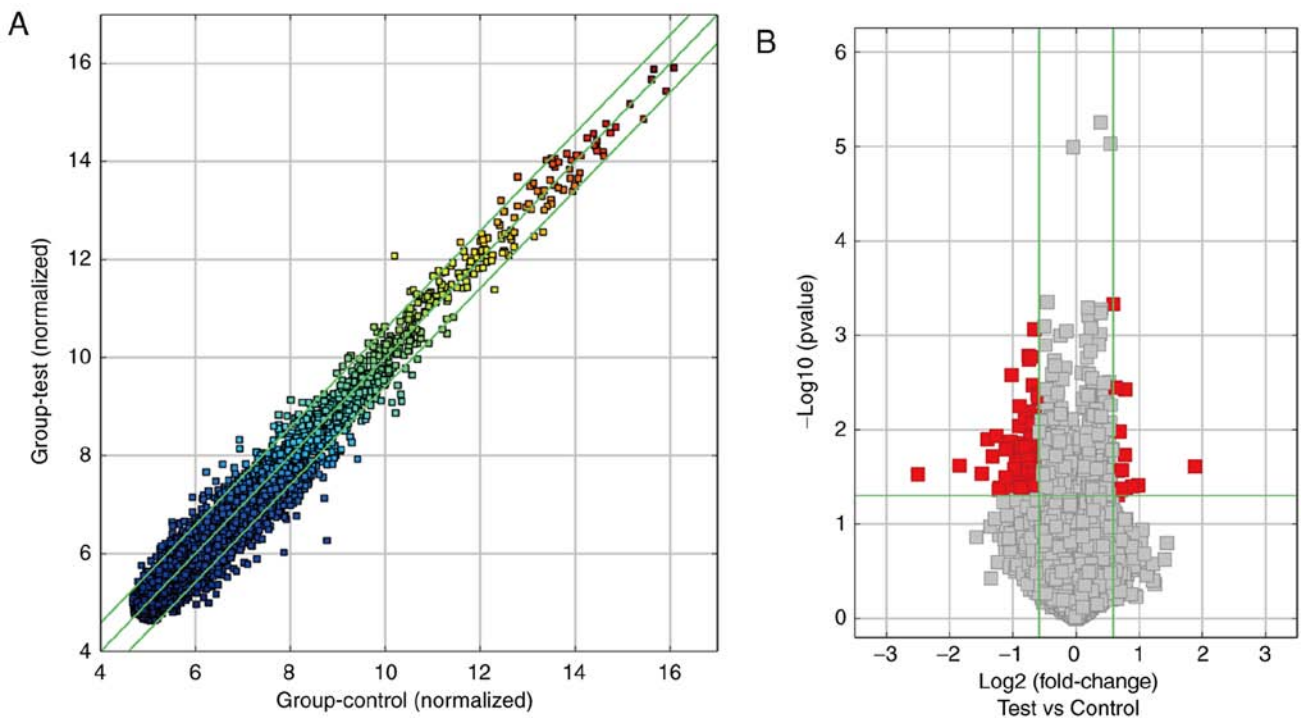 A
16
14
12
10
8
6
4
4 6 8 10 12 14 16
Group-test (normalized)
Group-control (normalized)
B
6
5
4
3
2
1
0
−3 −2 −1 0 1 2 3
−Log10 (pvalue)
Log2 (fold-change)
Test vs Control